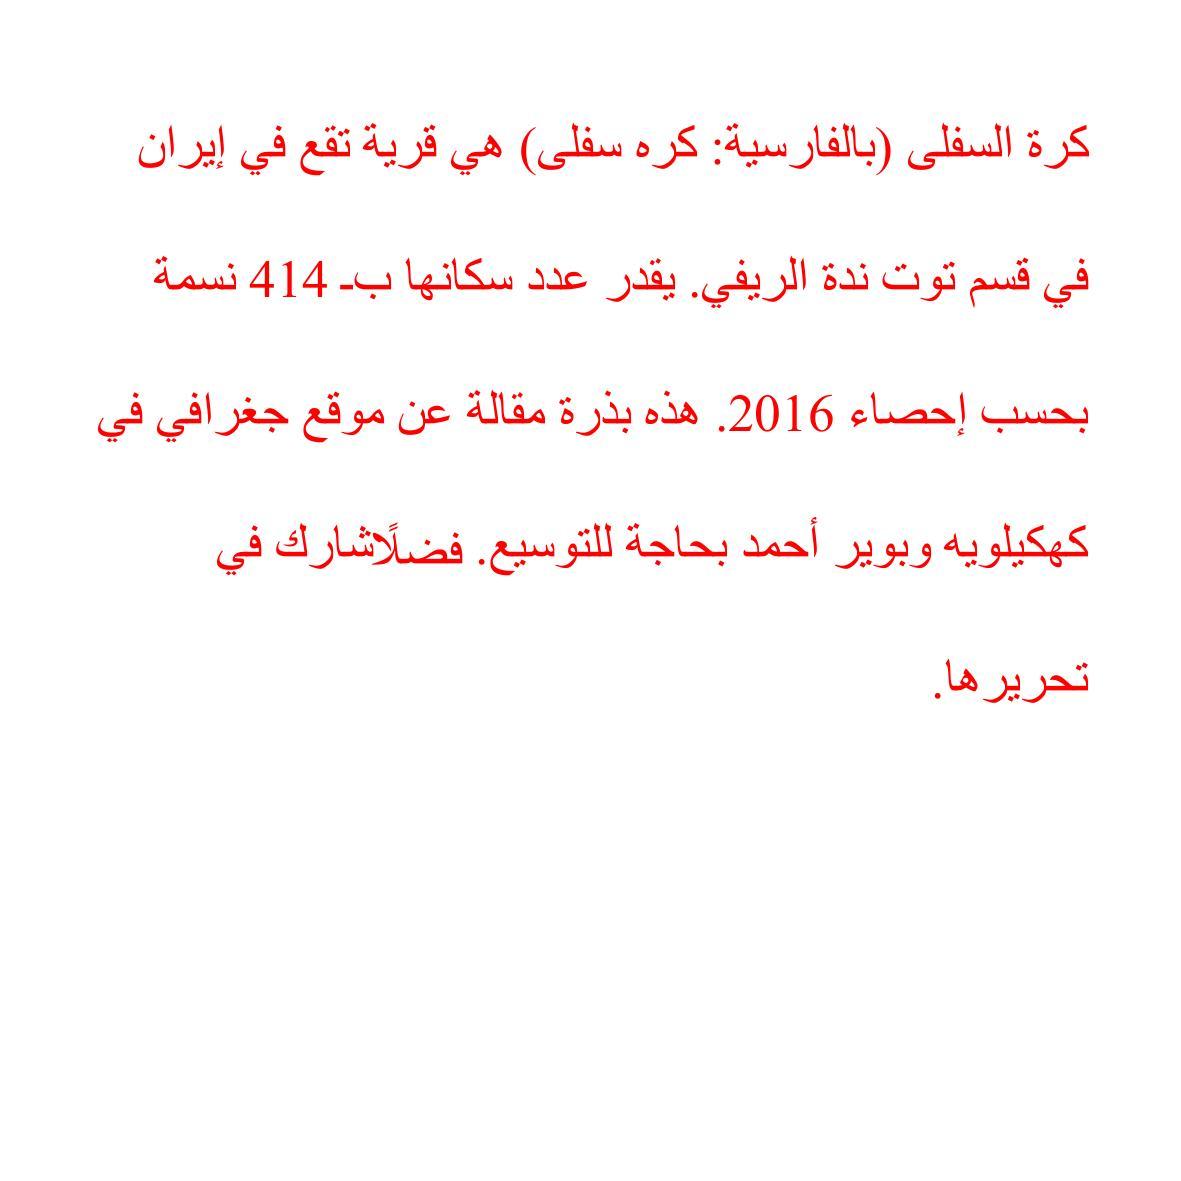 كرة السفلى (بالفارسية: كره سفلى) هي قرية تقع في إيران
في قسم توت ندة الريفي. يقدر عدد سكانها بـ 414 نسمة
بحسب إحصاء 2016. هذه بذرة مقالة عن موقع جغرافي في
كهكيلويه وبوير أحمد بحاجة للتوسيع. فضلًاشارك في
تحريرها.